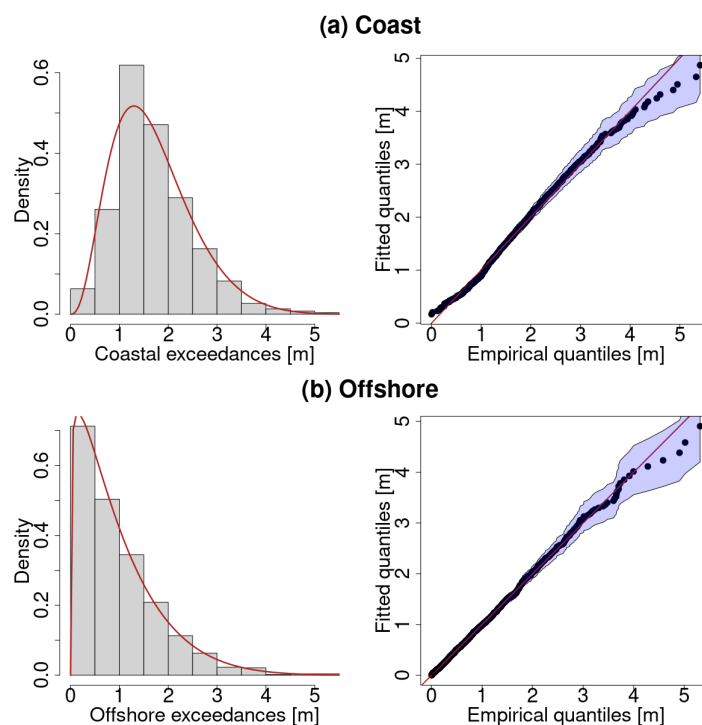 (a) Coast
Density
0.0 0.2 0.4 0.6
0 1 2 3 4 5
Coastal exceedances [m]
Fitted quantiles [m]
0 1 2 3 4 5
0 1 2 3 4 5
Empirical quantiles [m]
(b) Offshore
Density
0.0 0.2 0.4 0.6
0 1 2 3 4 5
Offshore exceedances [m]
Fitted quantiles [m]
0 1 2 3 4 5
0 1 2 3 4 5
Empirical quantiles [m]